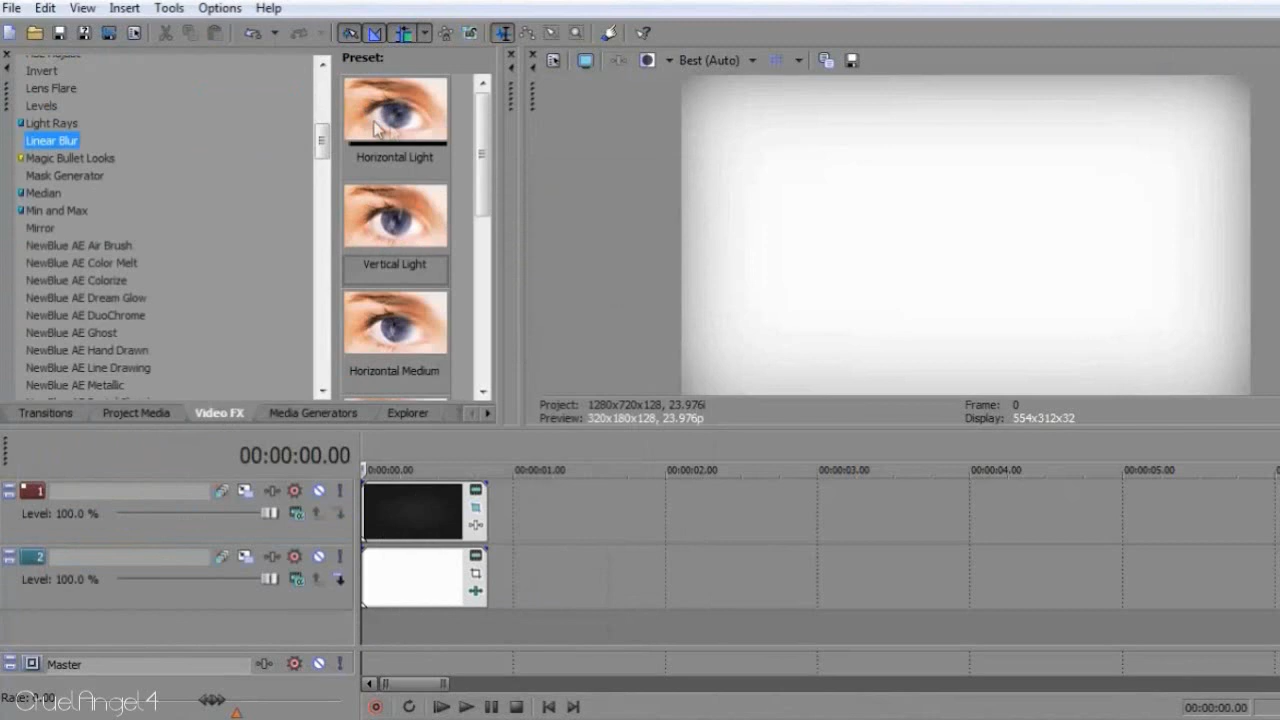 File Edit View Insert Tools Options Help
Preset:
Best (Auto)
Invert
Lens Flare
Levels
Light Rays
Linear Blur
Magic Bullet Looks
Mask Generator
Median
Min and Max
Mirror
NewBlue AE Air Brush
NewBlue AE Color Melt
NewBlue AE Colorize
NewBlue AE Dream Glow
NewBlue AE DuoChrome
NewBlue AE Ghost
NewBlue AE Hand Drawn
NewBlue AE Line Drawing
NewBlue AE Metallic
Horizontal Light
Vertical Light
Horizontal Medium
Transitions Project Media Video FX Media Generators Explorer
Project: 1280x720x128, 23.976i
Preview: 320x180x128, 23.976p
Frame: 0
Display: 554x312x32
00:00:00.00
0:00:00.00 00:00:01.00 00:00:02.00 00:00:03.00 00:00:04.00 00:00:05.00
1
Level: 100.0 %
2
Level: 100.0 %
Master
Rate: 0.00
CruelAngel4
00:00:00.00